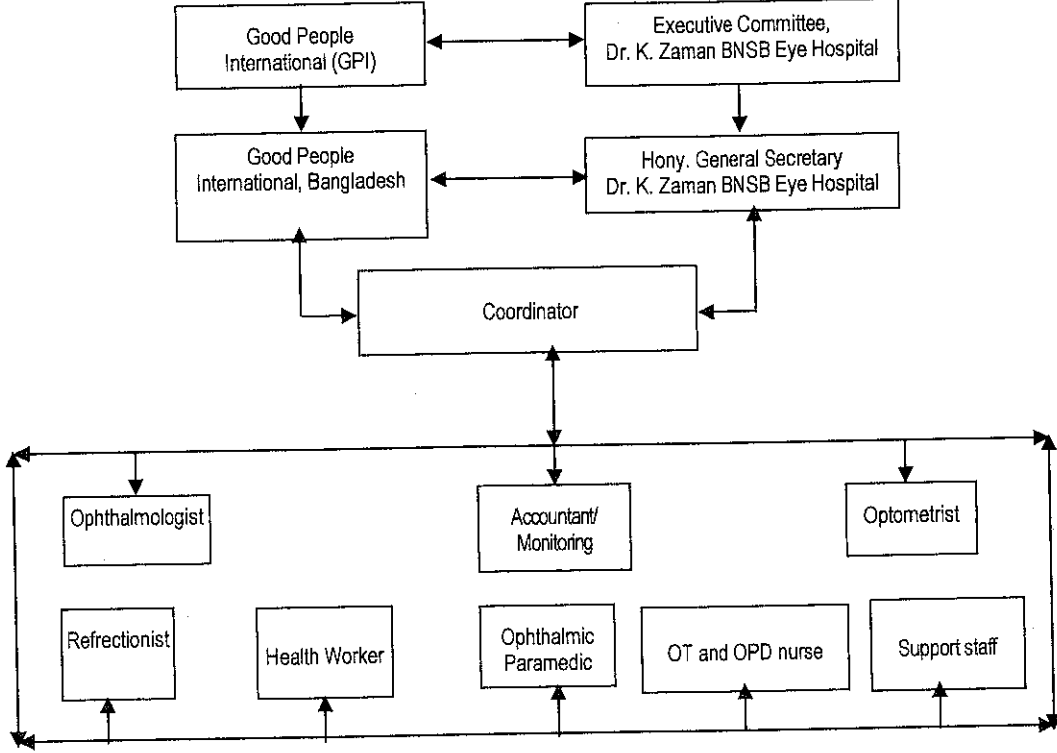 Good People
International (GPI)
Executive Committee,
Dr. K. Zaman BNSB Eye Hospital
Good People
International, Bangladesh
Hony. General Secretary
Dr. K. Zaman BNSB Eye Hospital
Coordinator
Ophthalmologist
Accountant/
Monitoring
Optometrist
Refrectionist
Health Worker
Ophthalmic
Paramedic
OT and OPD nurse
Support staff